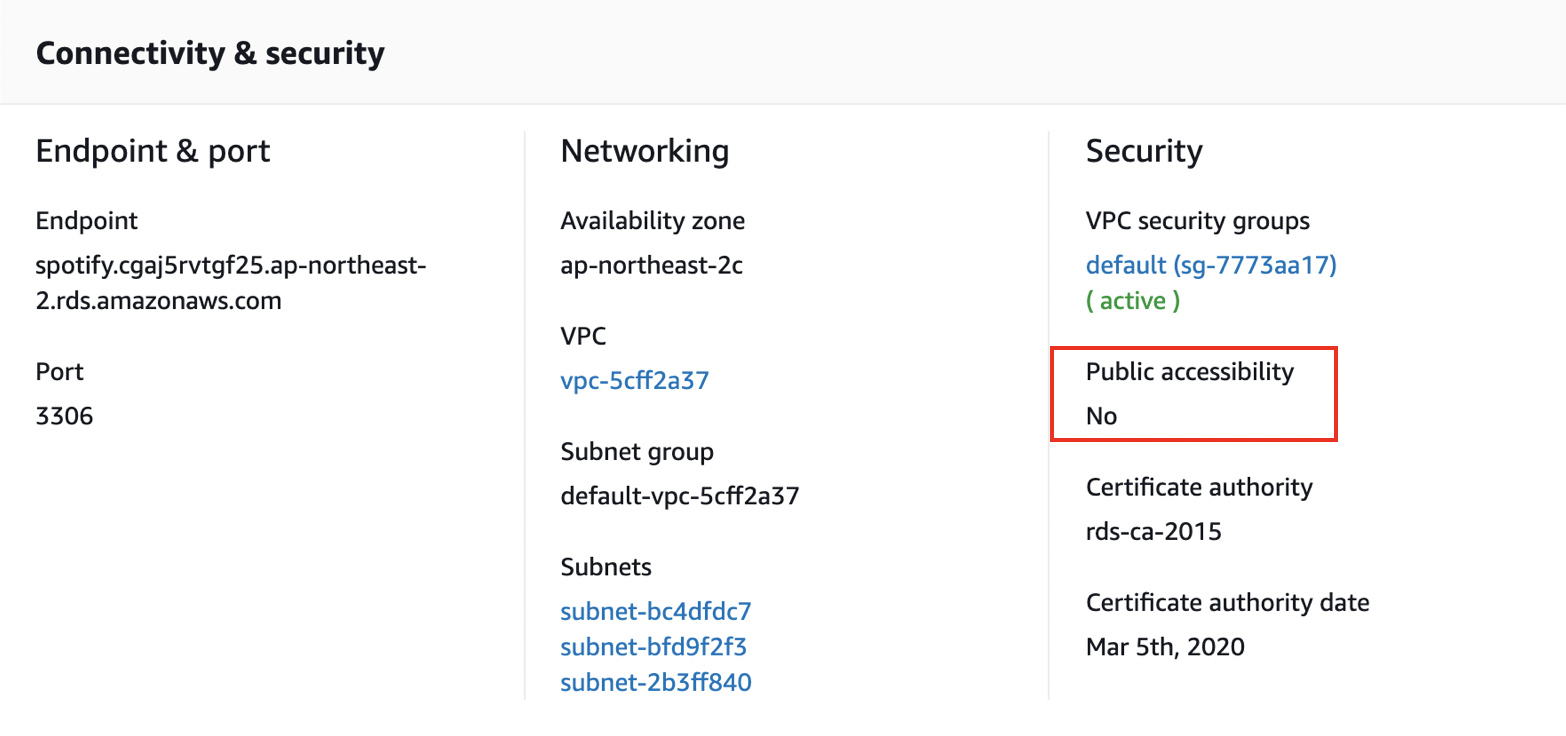 Connectivity & security
Endpoint & port
Endpoint
spotify.cgaj5rvtgf25.ap-northeast-
2.rds.amazonaws.com
Port
3306
Networking
Availability zone
ap-northeast-2c
VPC
vpc-5cff2a37
Subnet group
default-vpc-5cff2a37
Subnets
subnet-bc4dfdc7
subnet-bfd9f2f3
subnet-2b3ff840
Security
VPC security groups
default (sg-7773aa17)
( active )
Public accessibility
No
Certificate authority
rds-ca-2015
Certificate authority date
Mar 5th, 2020